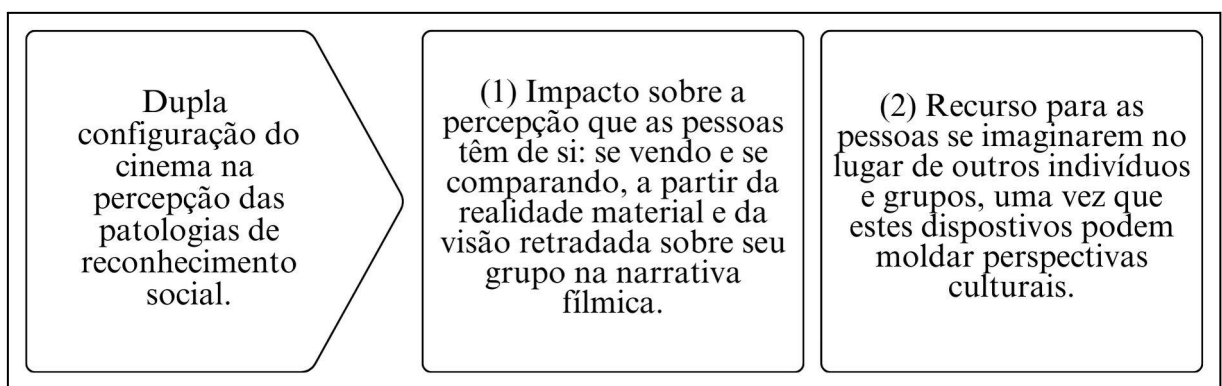 Dupla
configuração do
cinema na
percepção das
patologias de
reconhecimento
social.
(1) Impacto sobre a
percepção que as pessoas
têm de si: se vendo e se
comparando, a partir da
realidade material e da
visão retradada sobre seu
grupo na narrativa
fílmica.
(2) Recurso para as
pessoas se imaginarem no
lugar de outros indivíduos
e grupos, uma vez que
estes dispostivos podem
moldar perspectivas
culturais.